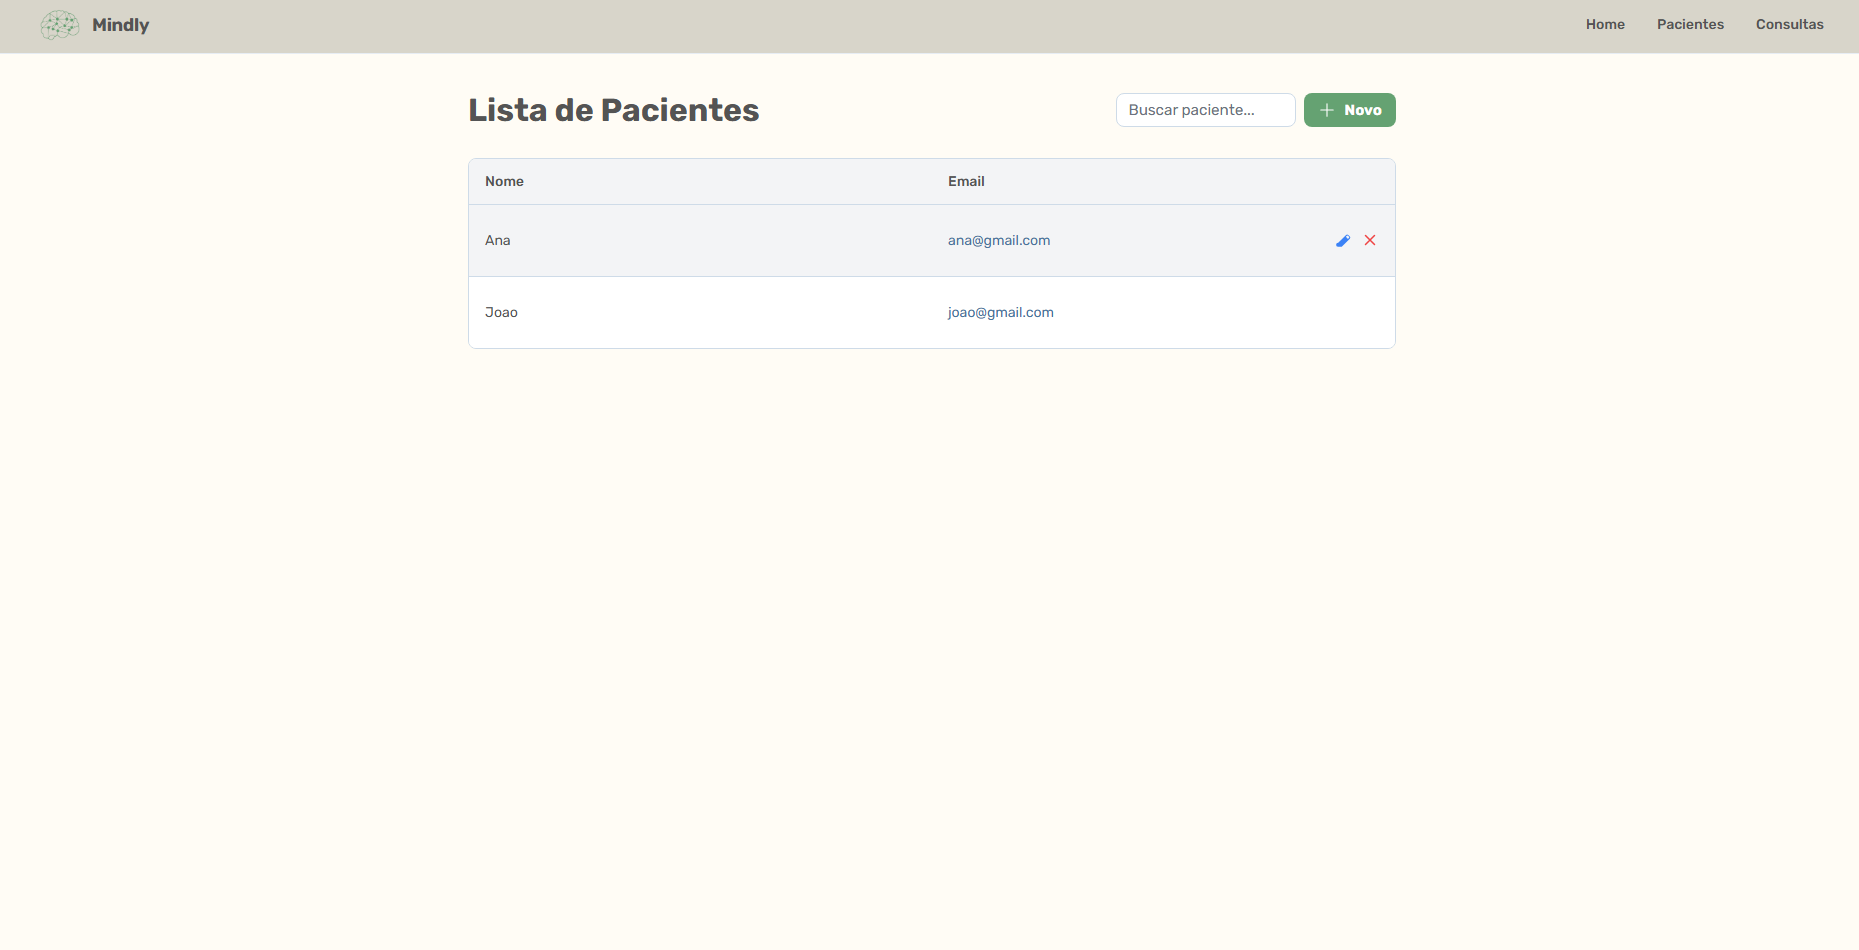 Mindly
Home Pacientes Consultas
Lista de Pacientes
Buscar paciente...
Novo
Nome Email
Ana ana@gmail.com
Joao joao@gmail.com